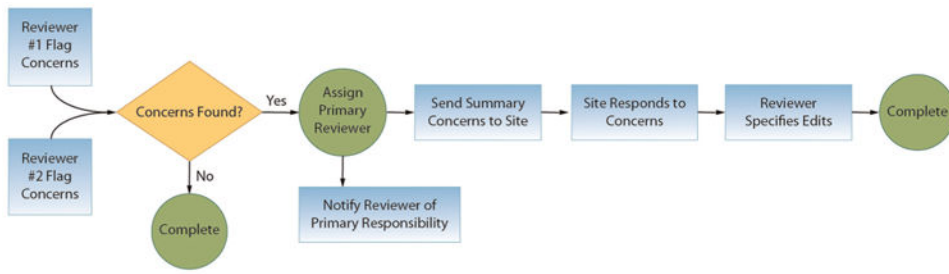 Reviewer
#1 Flag
Concerns
Reviewer
#2 Flag
Concerns
Concerns Found?
Yes
No
Complete
Assign
Primary
Reviewer
Notify Reviewer of
Primary Responsibility
Send Summary
Concerns to Site
Site Responds to
Concerns
Reviewer
Specifies Edits
Complete